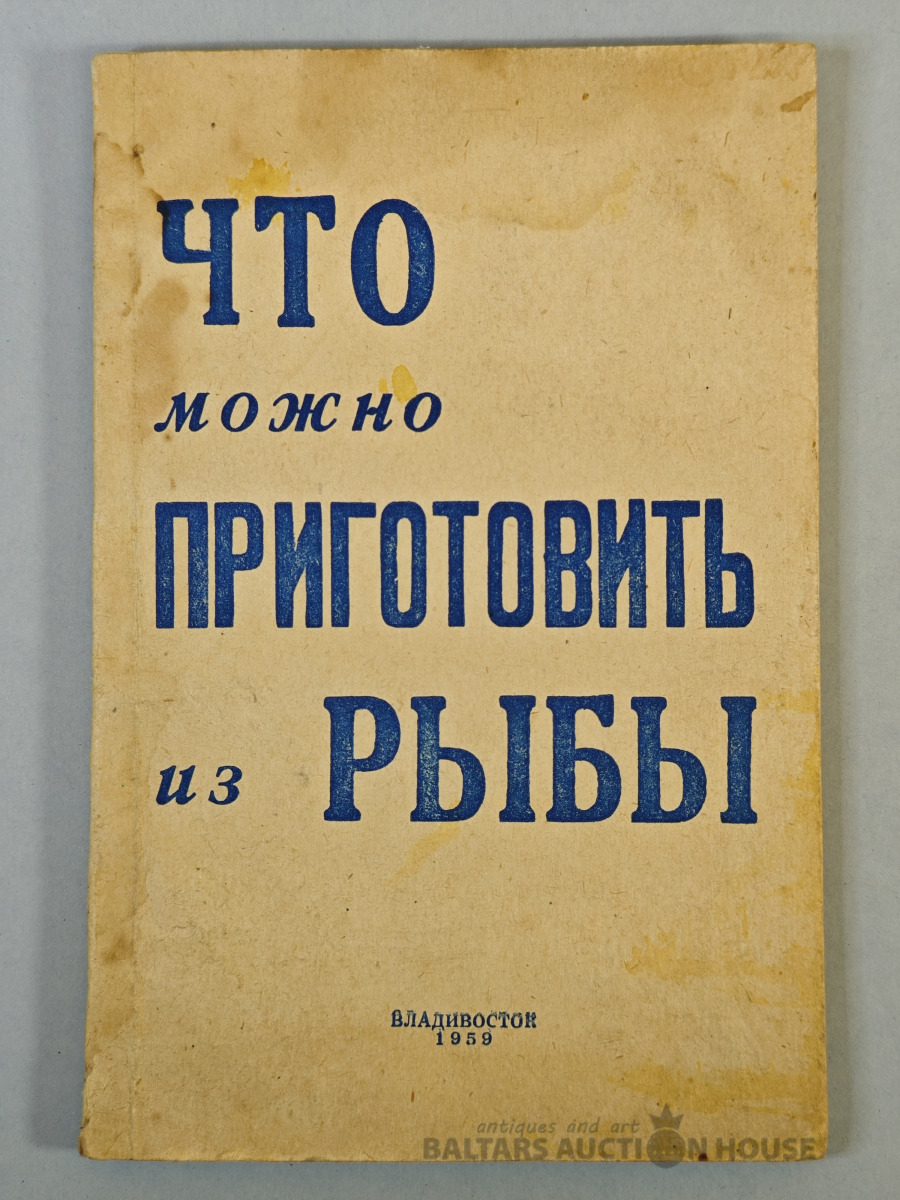 ЧТО
можно
ПРИГОТОВИТЬ
из РЫБЫ
ВЛАДИВОСТОК
1959
antiques and art
BALTARS AUCTION HOUSE